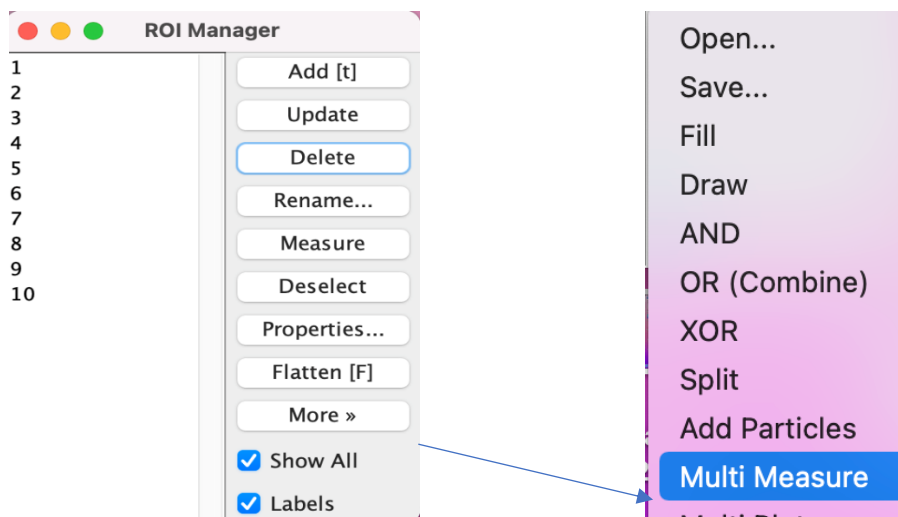 ROI Manager
1
2
3
4
5
6
7
8
9
10
Add [t]
Update
Delete
Rename...
Measure
Deselect
Properties...
Flatten [F]
More »
Show All
Labels
Open...
Save...
Fill
Draw
AND
OR (Combine)
XOR
Split
Add Particles
Multi Measure